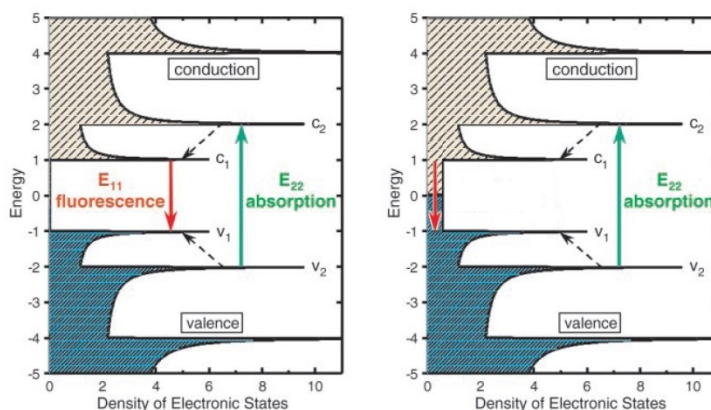 5
4
3
2
1
0
-1
-2
-3
-4
-5
Energy
conduction
c2
c1
E11
fluorescence
E22
absorption
v1
v2
valence
0
2
4
6
8
10
Density of Electronic States
5
4
3
2
1
0
-1
-2
-3
-4
-5
Energy
conduction
c2
c1
E22
absorption
v1
v2
valence
0
2
4
6
8
10
Density of Electronic States